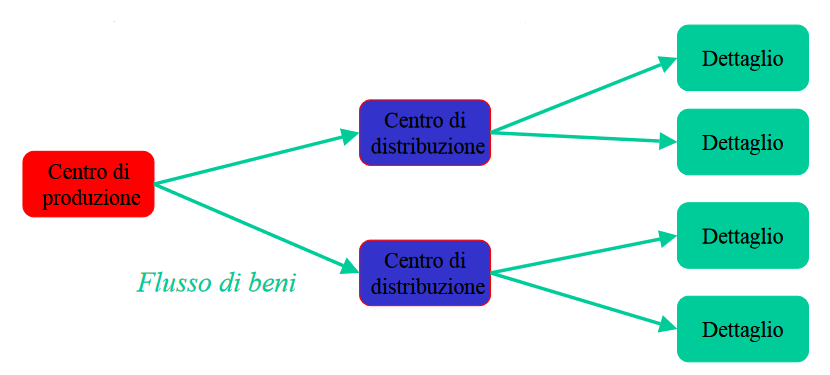 Centro di
produzione
Flusso di beni
Centro di
distribuzione
Centro di
distribuzione
Dettaglio
Dettaglio
Dettaglio
Dettaglio